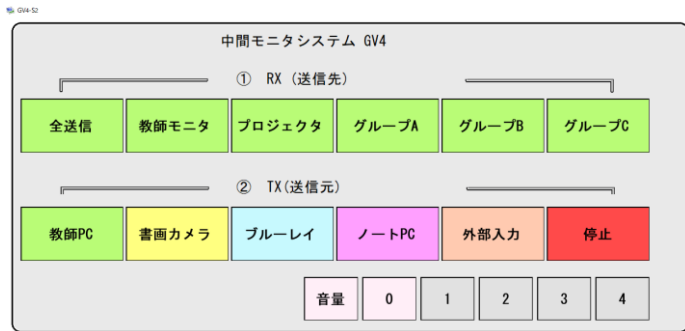 GV4-S2
中間モニタシステム GV4
① RX (送信先)
全送信 教師モニタ プロジェクタ グループA グループB グループC
② TX(送信元)
教師PC 書画カメラ ブルーレイ ノートPC 外部入力 停止
音量 0 1 2 3 4